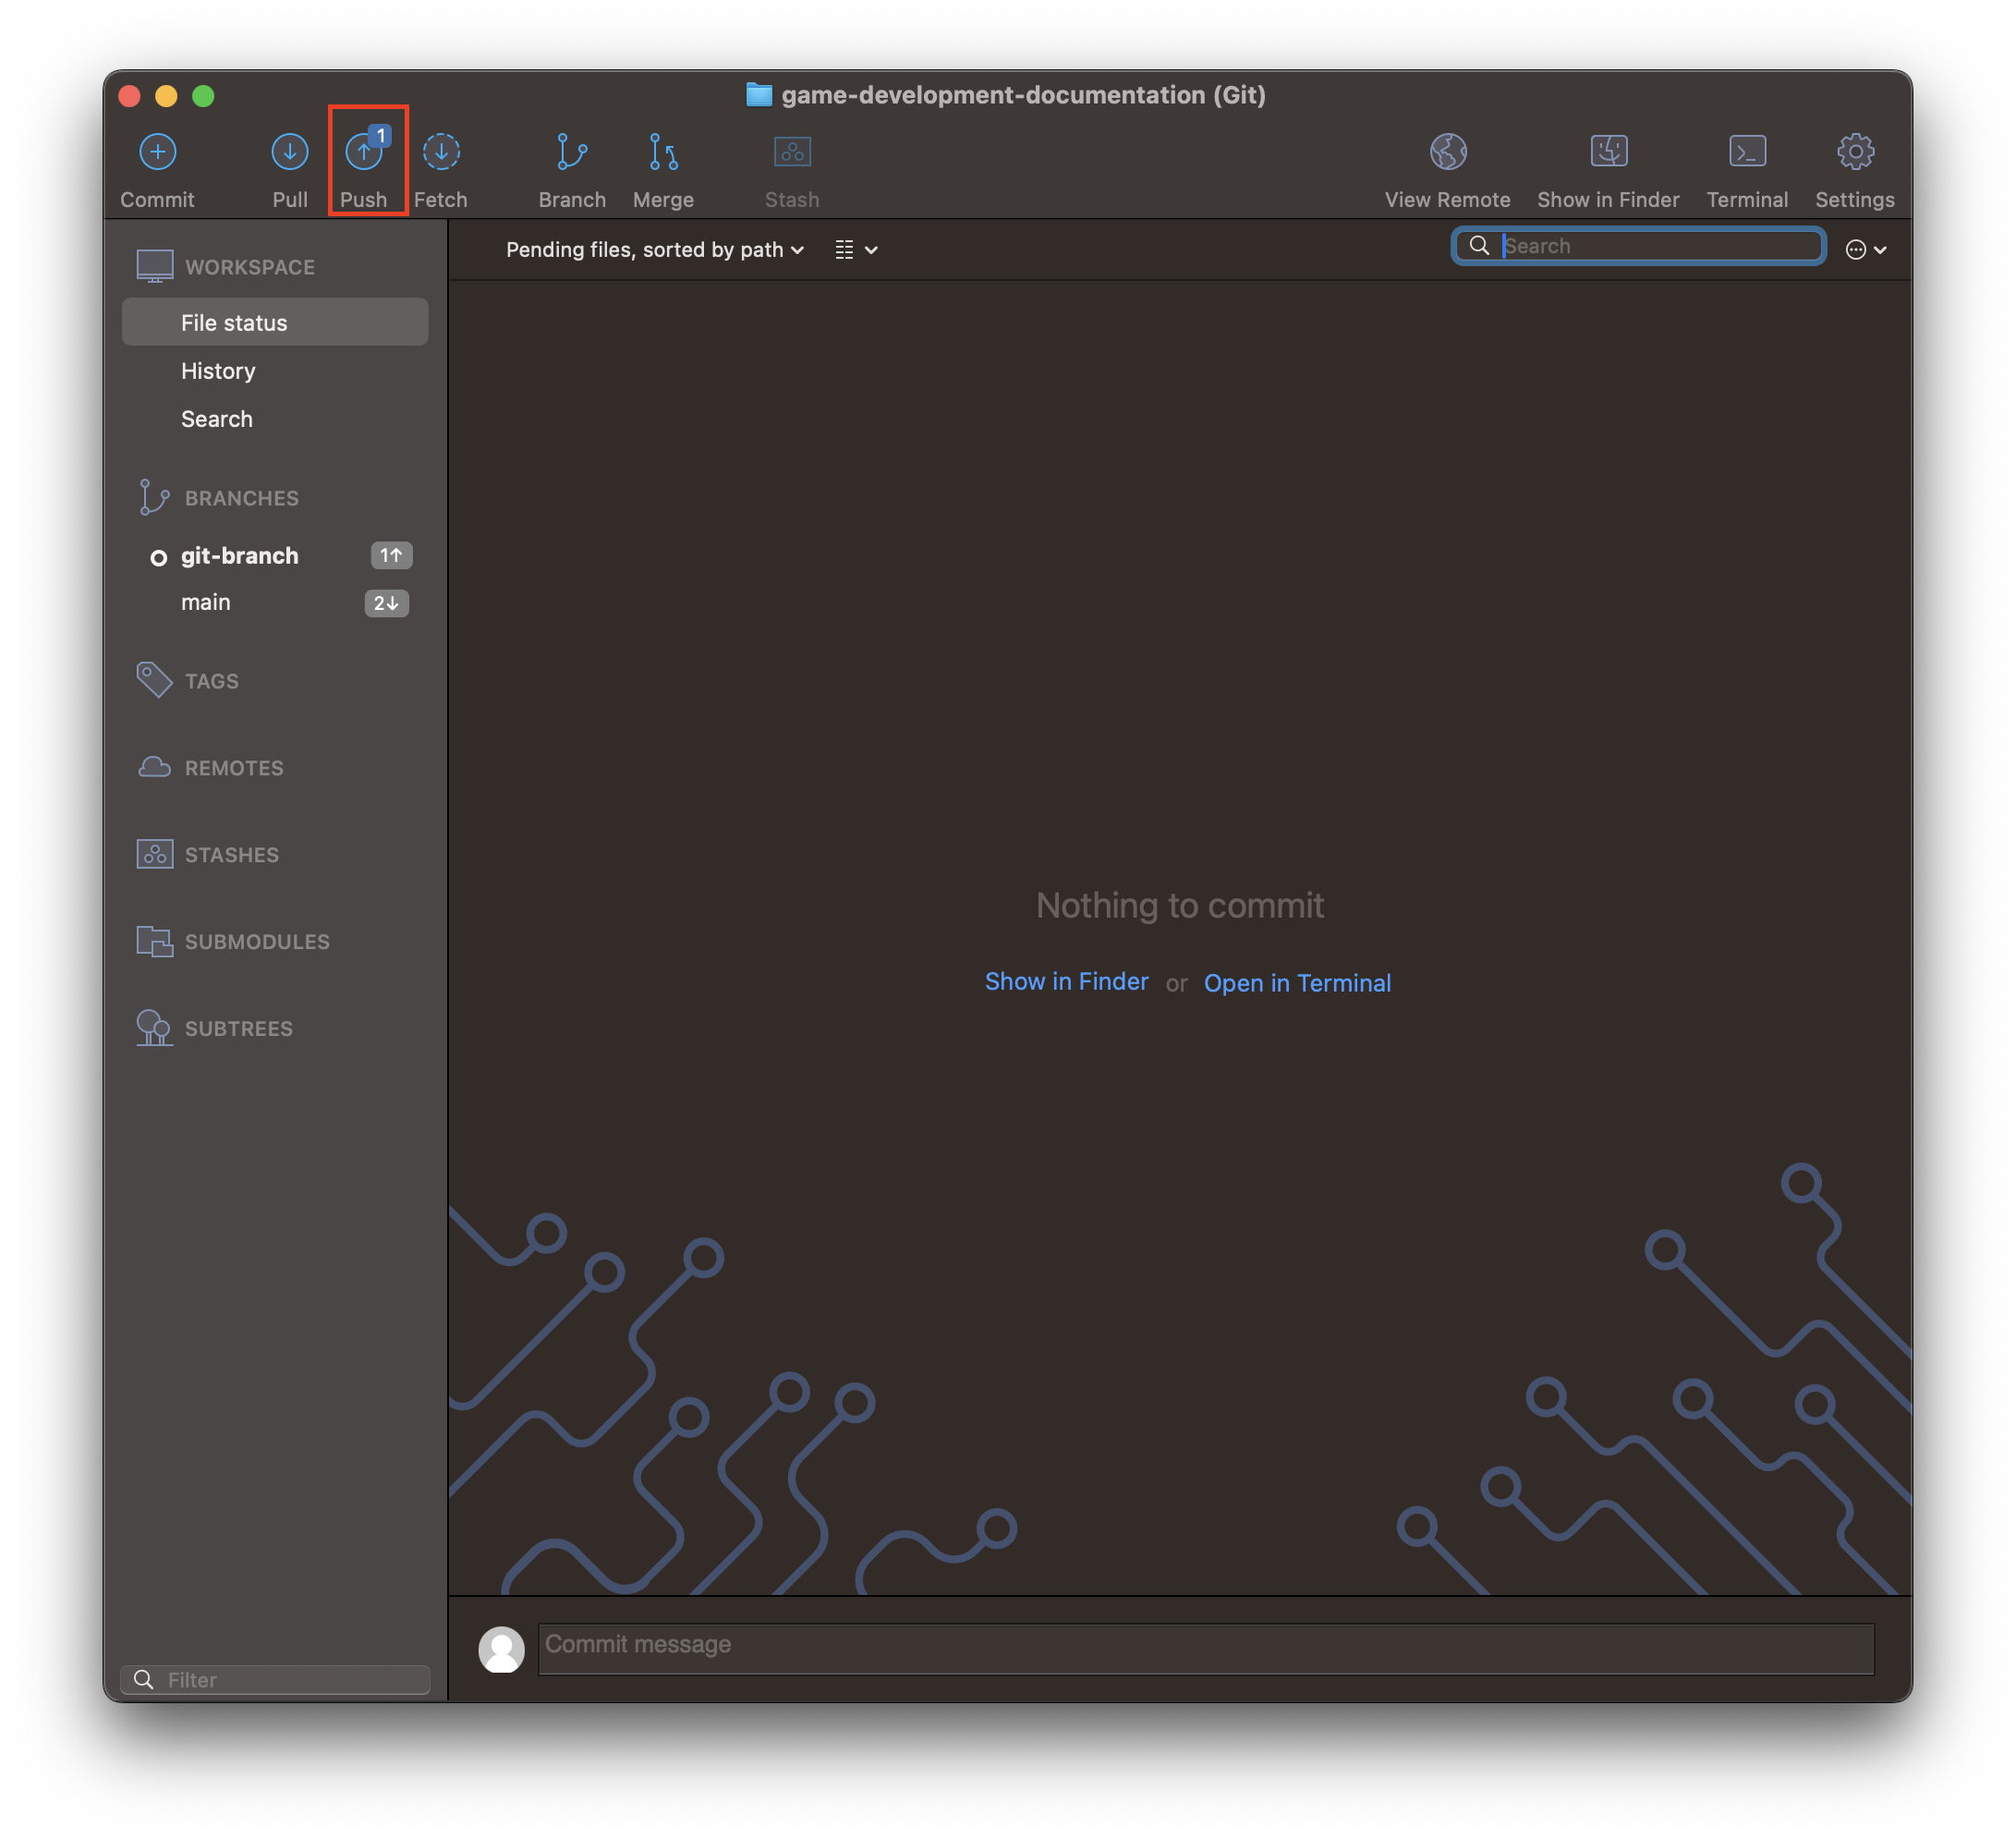 game-development-documentation (Git)
1
Commit Pull Push Fetch Branch Merge Stash View Remote Show in Finder Terminal Settings
WORKSPACE
File status
History
Search
BRANCHES
git-branch 1↑
main 2↓
TAGS
REMOTES
STASHES
SUBMODULES
SUBTREES
Filter
Pending files, sorted by path
Search
Nothing to commit
Show in Finder or Open in Terminal
Commit message